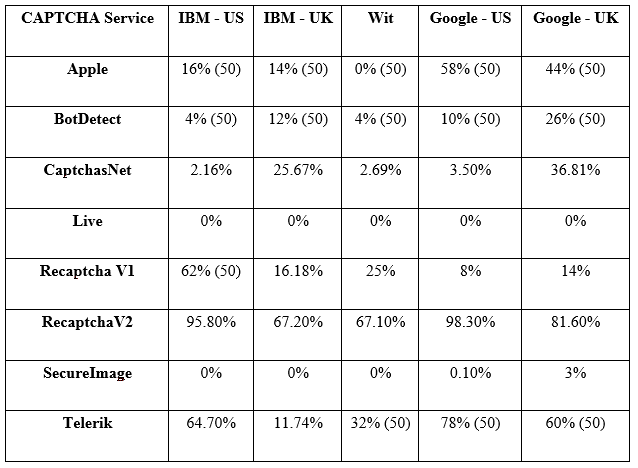 CAPTCHA Service IBM - US IBM - UK Wit Google - US Google - UK
Apple 16% (50) 14% (50) 0% (50) 58% (50) 44% (50)
BotDetect 4% (50) 12% (50) 4% (50) 10% (50) 26% (50)
CaptchasNet 2.16% 25.67% 2.69% 3.50% 36.81%
Live 0% 0% 0% 0% 0%
Recaptcha V1 62% (50) 16.18% 25% 8% 14%
RecaptchaV2 95.80% 67.20% 67.10% 98.30% 81.60%
SecureImage 0% 0% 0% 0.10% 3%
Telerik 64.70% 11.74% 32% (50) 78% (50) 60% (50)